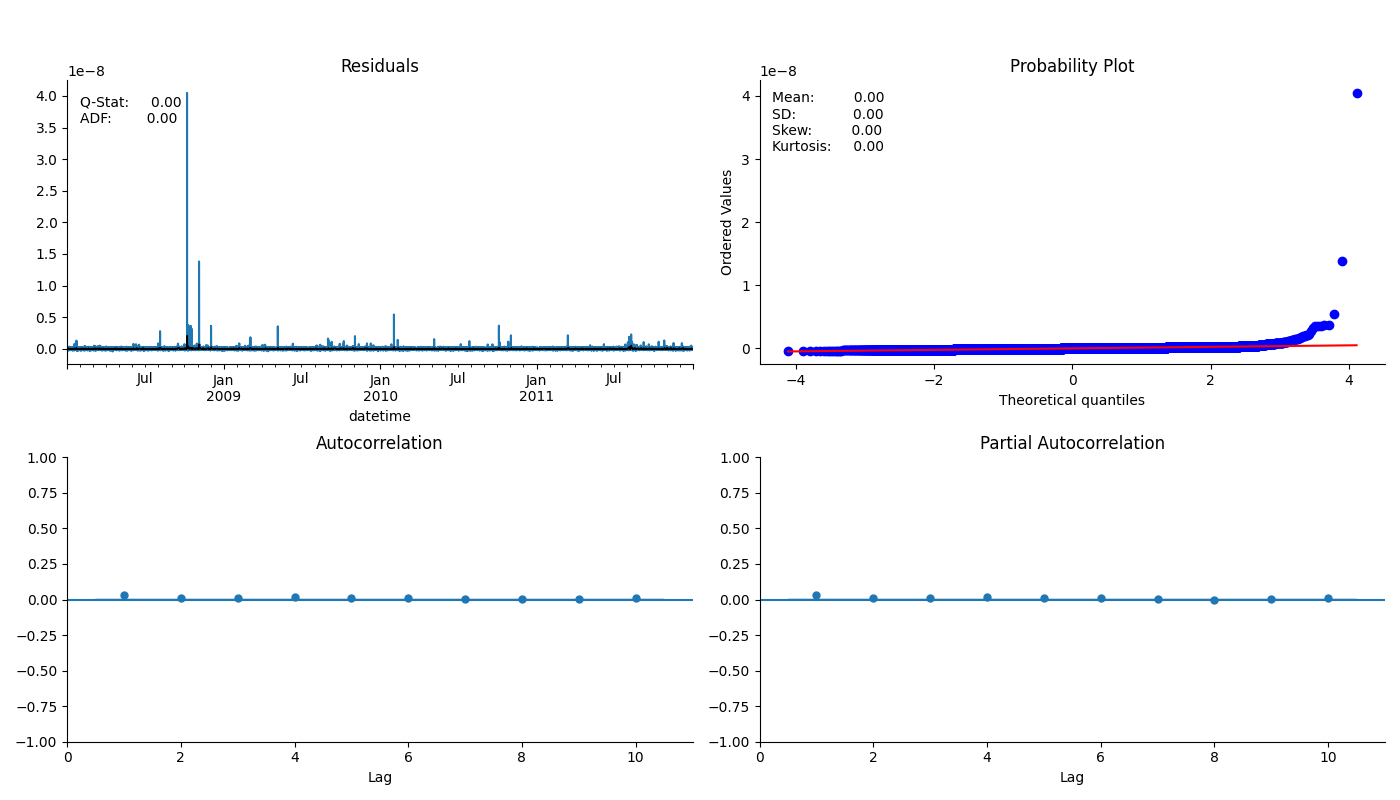 Residuals
1e−8
Q-Stat: 0.00
ADF: 0.00
4.0
3.5
3.0
2.5
2.0
1.5
1.0
0.5
0.0
Jul
Jan
2009
Jul
Jan
2010
Jul
Jan
2011
Jul
datetime
Probability Plot
1e−8
Mean: 0.00
SD: 0.00
Skew: 0.00
Kurtosis: 0.00
Ordered Values
4
3
2
1
0
−4
−2
0
2
4
Theoretical quantiles
Autocorrelation
1.00
0.75
0.50
0.25
0.00
−0.25
−0.50
−0.75
−1.00
0
2
4
6
8
10
Lag
Partial Autocorrelation
1.00
0.75
0.50
0.25
0.00
−0.25
−0.50
−0.75
−1.00
0
2
4
6
8
10
Lag